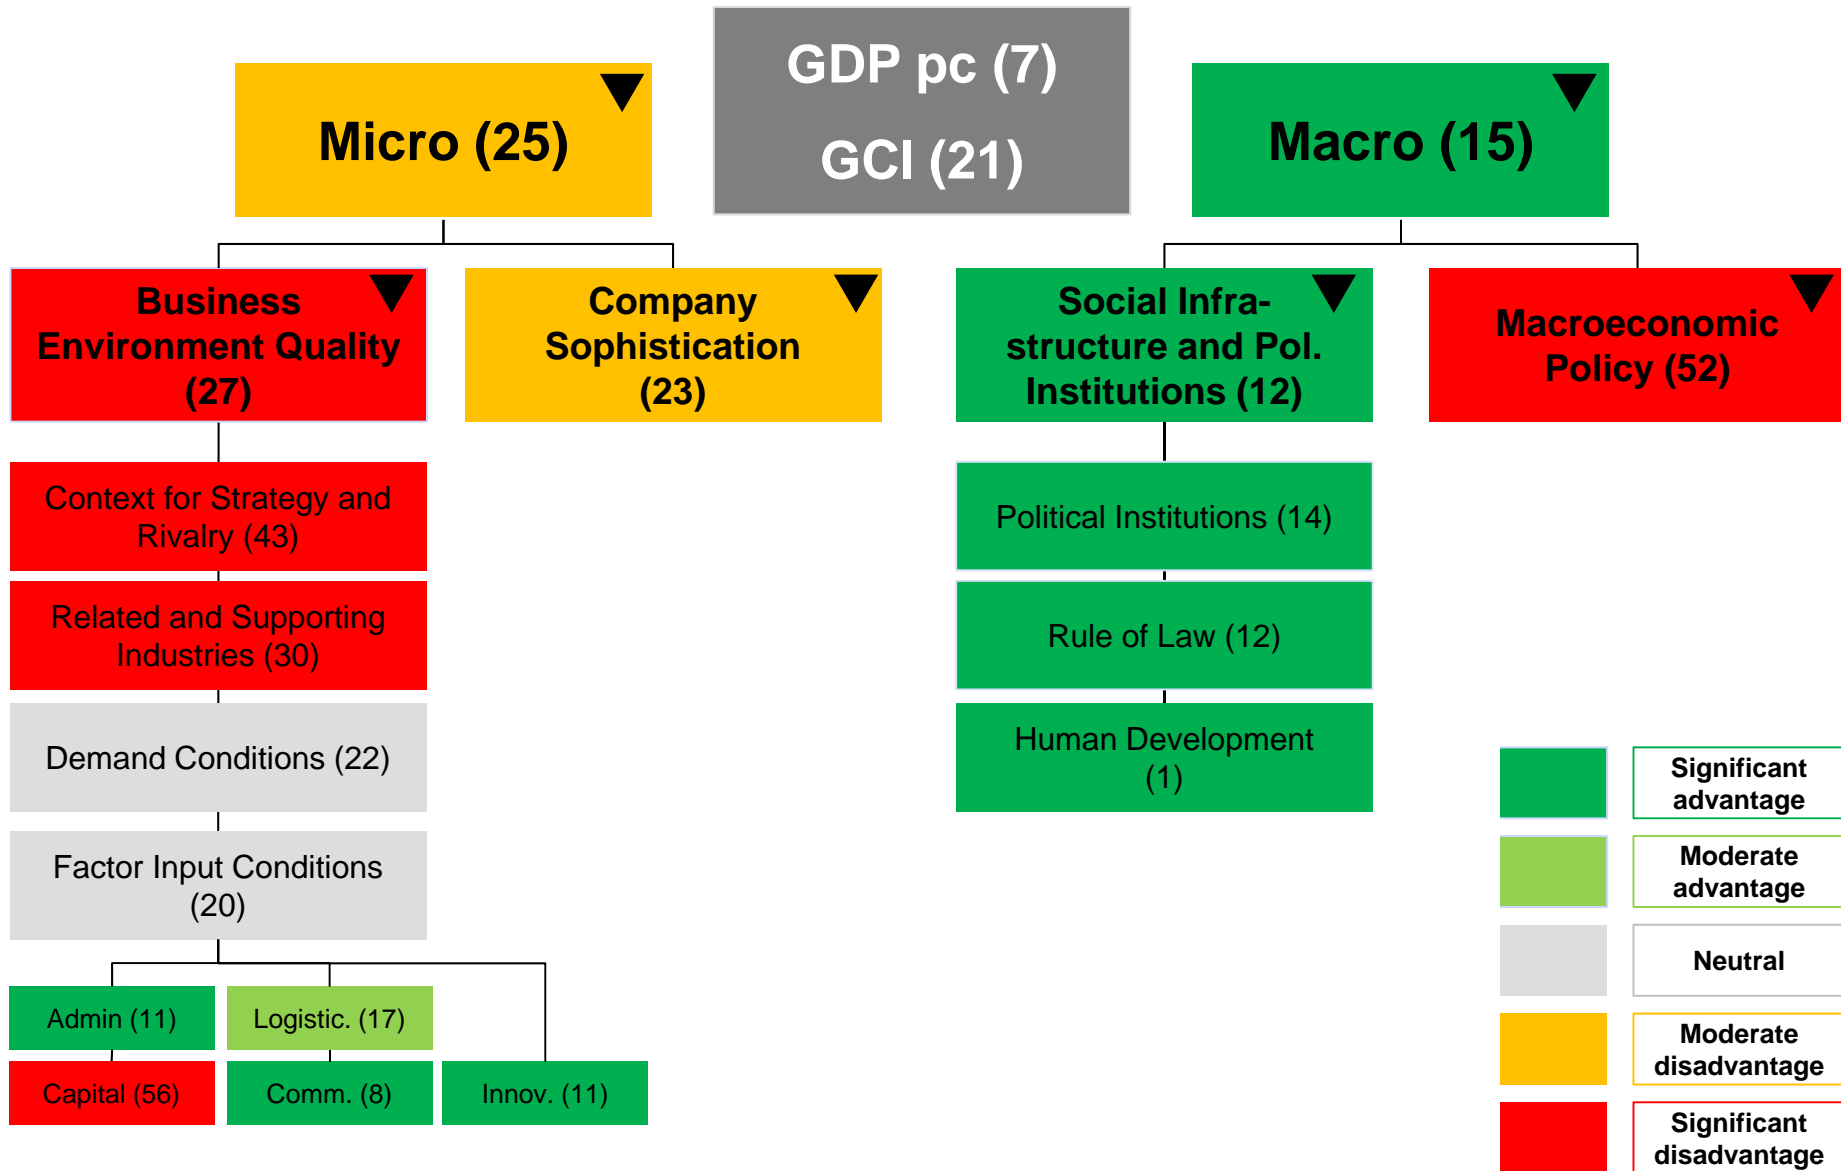 GDP pc (7)
GCI (21)
Micro (25)
Macro (15)
Business
Environment Quality
(27)
Company
Sophistication
(23)
Social Infra-
structure and Pol.
Institutions (12)
Macroeconomic
Policy (52)
Context for Strategy and
Rivalry (43)
Related and Supporting
Industries (30)
Demand Conditions (22)
Factor Input Conditions
(20)
Admin (11)
Logistic. (17)
Capital (56)
Comm. (8)
Innov. (11)
Political Institutions (14)
Rule of Law (12)
Human Development
(1)
Significant
advantage
Moderate
advantage
Neutral
Moderate
disadvantage
Significant
disadvantage